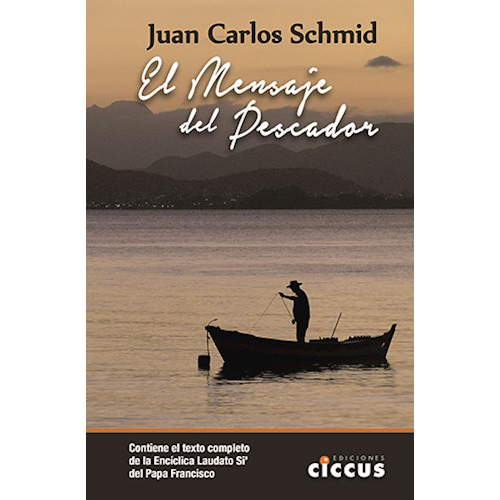 Juan Carlos Schmid
El Mensaje
del Pescador
Contiene el texto completo
de la Encíclica Laudato Si'
del Papa Francisco
EDICIONES
CICCUS